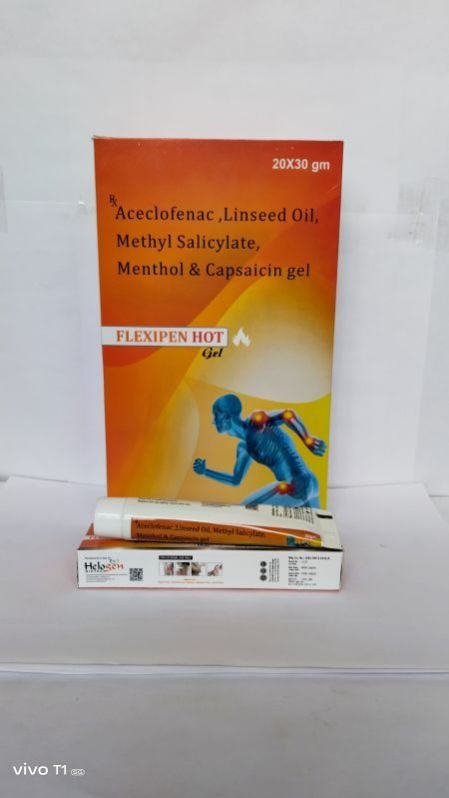 20X30 gm
Rx
Aceclofenac ,Linseed Oil,
Methyl Salicylate,
Menthol & Capsaicin gel
FLEXIPEN HOT
Gel
Aceclofenac ,Linseed Oil, Methyl Salicylate,
Menthol & Capsaicin gel
Helogen
vivo T1